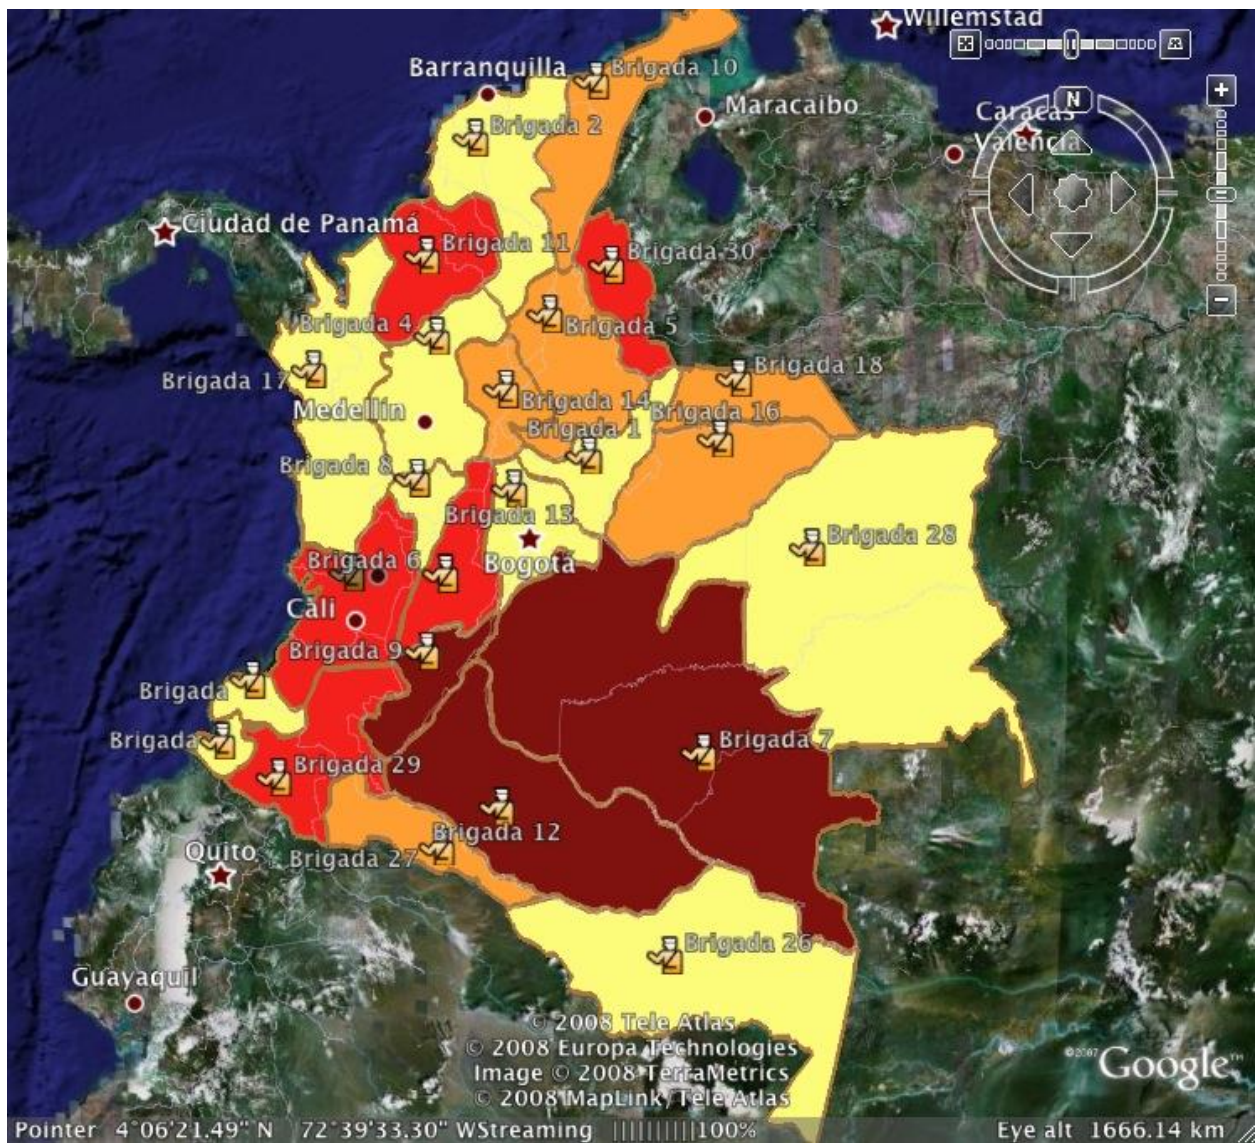 Willemstad
Barranquilla
Brigada 10
Maracaibo
N
Caracas
Valencia
Brigada 2
Ciudad de Panamá
Brigada 11
Brigada 30
Brigada 4
Brigada 5
Brigada 17
Brigada 18
Medellín
Brigada 14
Brigada 16
Brigada 1
Brigada 8
Brigada 13
Brigada 28
Brigada 6
Bogota
Cali
Brigada 9
Brigada
Brigada
Brigada 7
Brigada 29
Brigada 12
Brigada 27
Quito
Brigada 26
Guayaquil
© 2008 Tele Atlas
© 2008 Europa Technologies
Image © 2008 TerraMetrics
© 2008 MapLink/Tele Atlas
©2007 Google™
Pointer 4°06'21.49" N 72°39'33.30" W Streaming ||||||||||100% Eye alt 1666.14 km